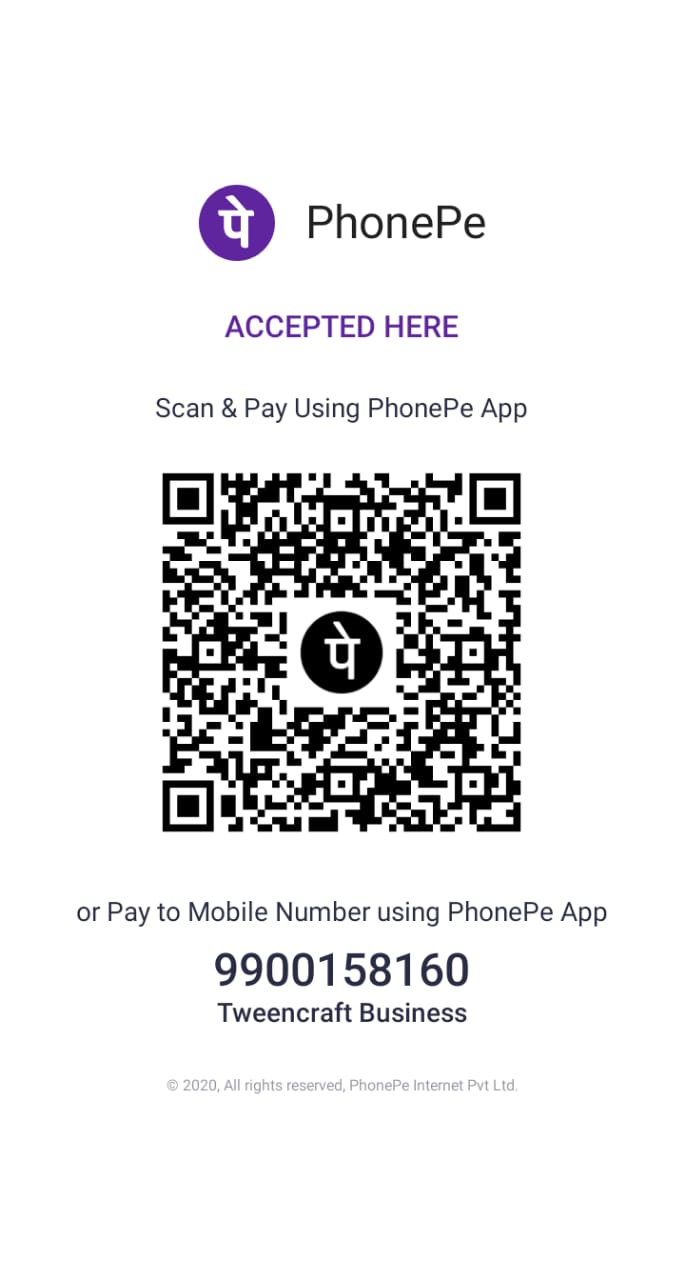 पे PhonePe
ACCEPTED HERE
Scan & Pay Using PhonePe App
पे
or Pay to Mobile Number using PhonePe App
9900158160
Tweencraft Business
© 2020, All rights reserved, PhonePe Internet Pvt Ltd.